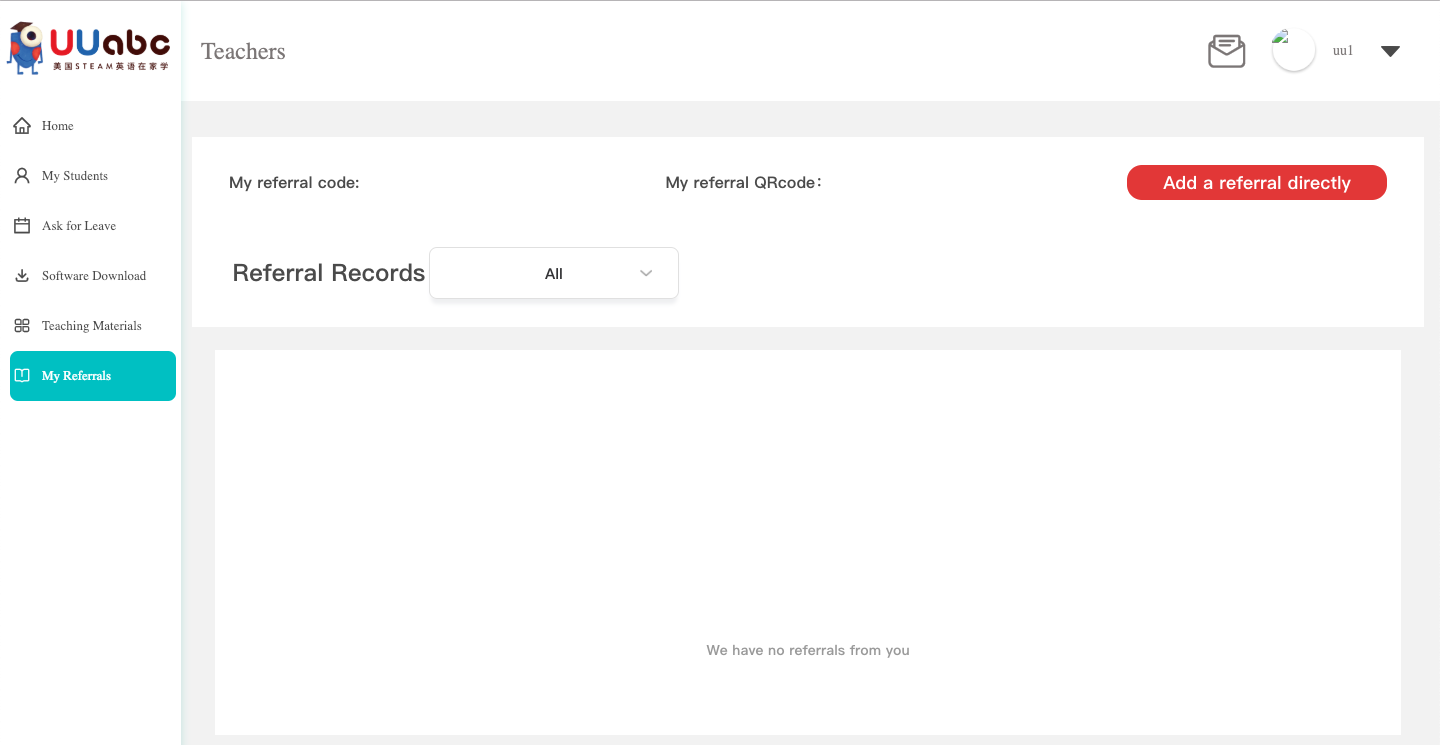 UUabc
美国STEAM英语在家学
Teachers
uu1
Home
My Students
Ask for Leave
Software Download
Teaching Materials
My Referrals
My referral code:
My referral QRcode：
Add a referral directly
Referral Records
All
We have no referrals from you